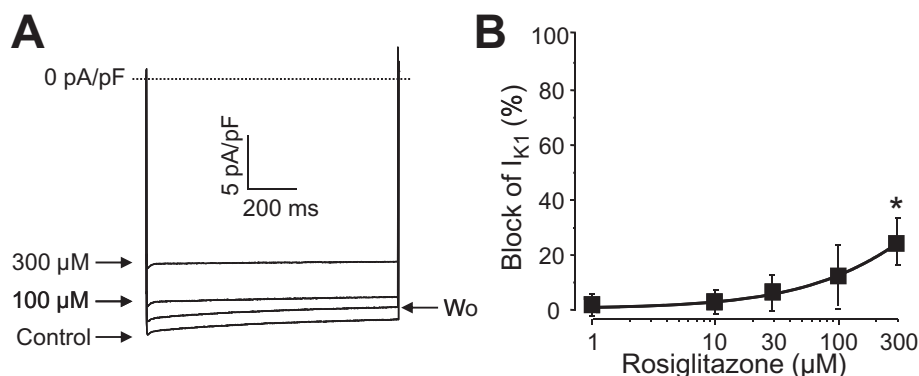 A
0 pA/pF
5 pA/pF
200 ms
300 µM
100 µM
Control
Wo
B
Block of I_K1 (%)
100
80
60
40
20
0
*
1
10
30
100
300
Rosiglitazone (µM)